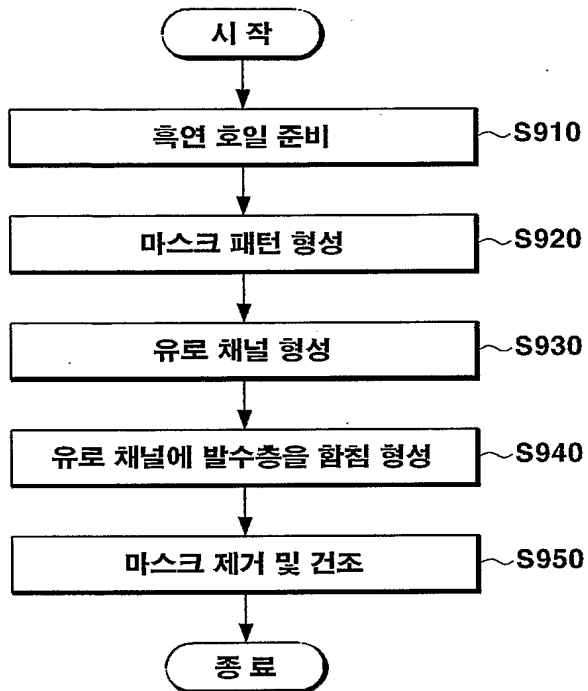 시 작
흑연 호일 준비 S910
마스크 패턴 형성 S920
유로 채널 형성 S930
유로 채널에 발수층을 함침 형성 S940
마스크 제거 및 건조 S950
종 료